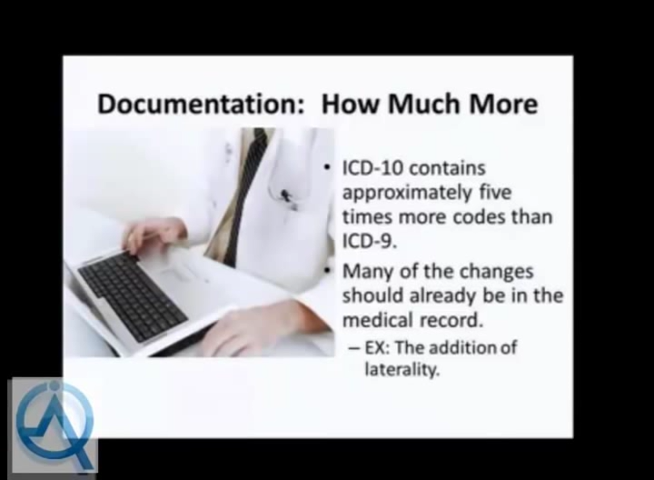 Documentation:  How Much More
• ICD-10 contains
approximately five
times more codes than
ICD-9.
• Many of the changes
should already be in the
medical record.
– EX: The addition of
laterality.